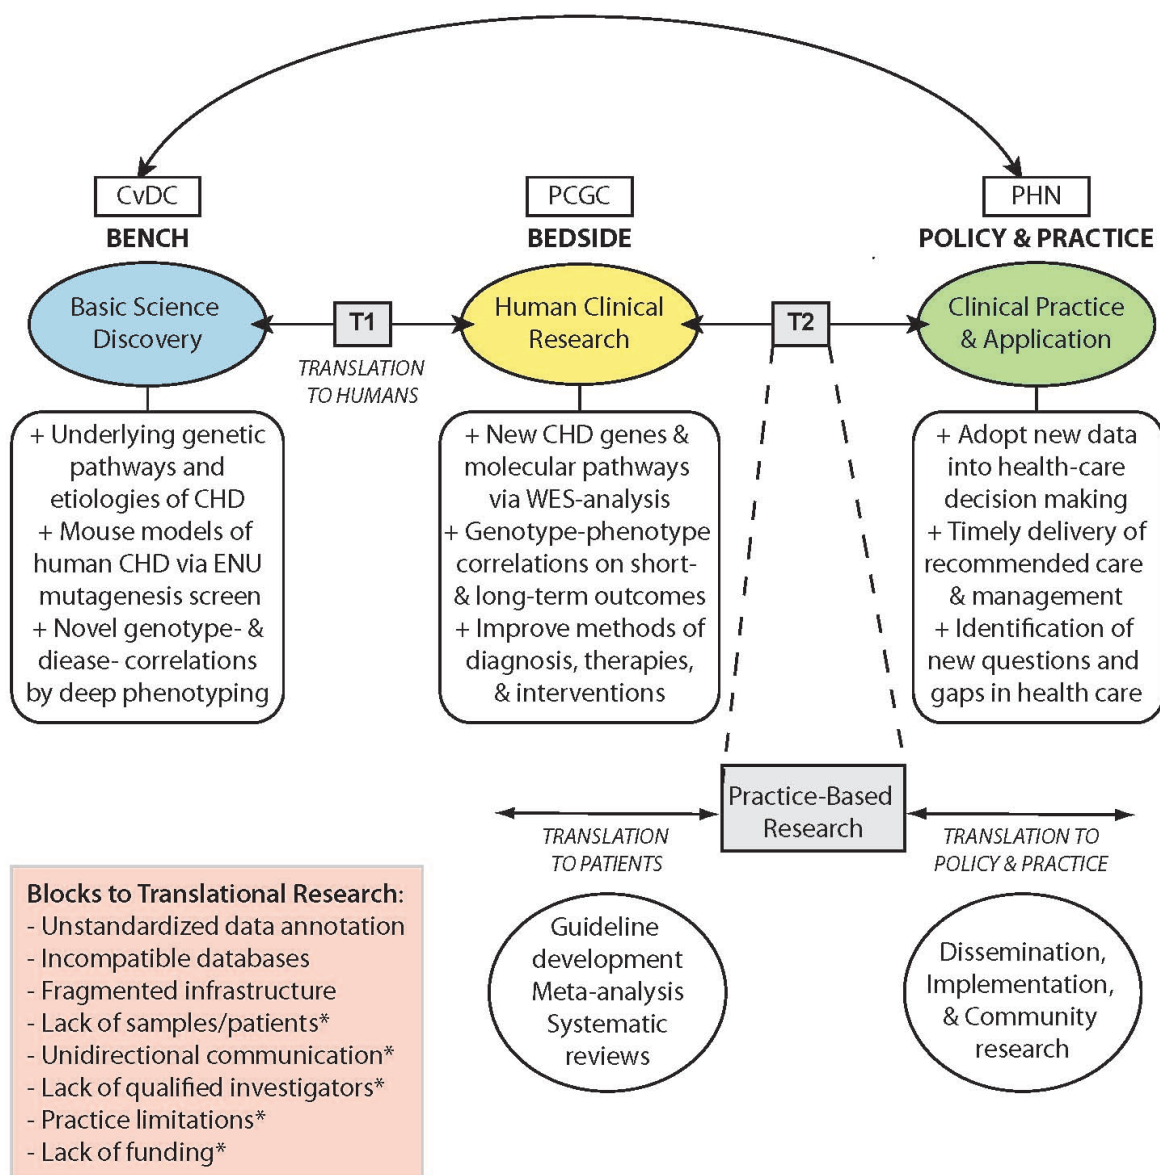 CvDC
BENCH
PCGC
BEDSIDE
PHN
POLICY & PRACTICE
Basic Science
Discovery
T1
TRANSLATION
TO HUMANS
Human Clinical
Research
T2
Clinical Practice
& Application
+ Underlying genetic
pathways and
etiologies of CHD
+ Mouse models of
human CHD via ENU
mutagenesis screen
+ Novel genotype- &
diease- correlations
by deep phenotyping
+ New CHD genes &
molecular pathways
via WES-analysis
+ Genotype-phenotype
correlations on short-
& long-term outcomes
+ Improve methods of
diagnosis, therapies,
& interventions
+ Adopt new data
into health-care
decision making
+ Timely delivery of
recommended care
& management
+ Identification of
new questions and
gaps in health care
Practice-Based
Research
TRANSLATION
TO PATIENTS
TRANSLATION TO
POLICY & PRACTICE
Guideline
development
Meta-analysis
Systematic
reviews
Dissemination,
Implementation,
& Community
research
Blocks to Translational Research:
- Unstandardized data annotation
- Incompatible databases
- Fragmented infrastructure
- Lack of samples/patients*
- Unidirectional communication*
- Lack of qualified investigators*
- Practice limitations*
- Lack of funding*